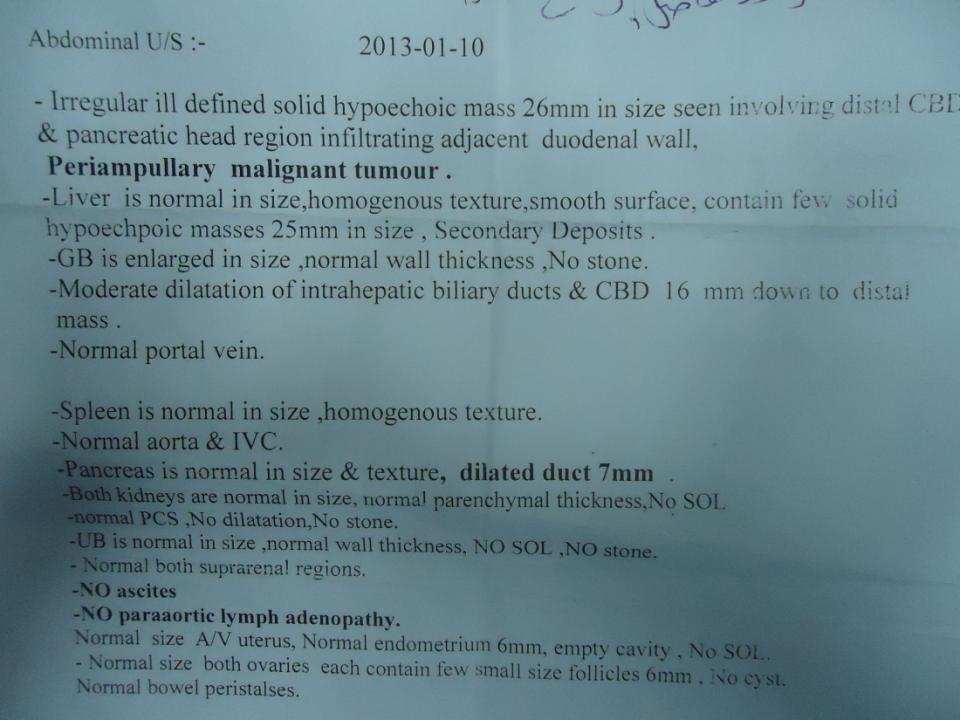 Abdominal U/S :- 2013-01-10
- Irregular ill defined solid hypoechoic mass 26mm in size seen involving distal CBD
& pancreatic head region infiltrating adjacent duodenal wall,
Periampullary malignant tumour .
-Liver is normal in size,homogenous texture,smooth surface, contain few solid
hypoechpoic masses 25mm in size , Secondary Deposits .
-GB is enlarged in size ,normal wall thickness ,No stone.
-Moderate dilatation of intrahepatic biliary ducts & CBD 16 mm down to distal
mass .
-Normal portal vein.
-Spleen is normal in size ,homogenous texture.
-Normal aorta & IVC.
-Pancreas is normal in size & texture, dilated duct 7mm .
-Both kidneys are normal in size, normal parenchymal thickness,No SOL
-normal PCS ,No dilatation,No stone.
-UB is normal in size ,normal wall thickness, NO SOL ,NO stone.
- Normal both suprarenal regions.
-NO ascites
-NO paraaortic lymph adenopathy.
Normal size A/V uterus, Normal endometrium 6mm, empty cavity , No SOL.
- Normal size both ovaries each contain few small size follicles 6mm , No cyst.
Normal bowel peristalses.